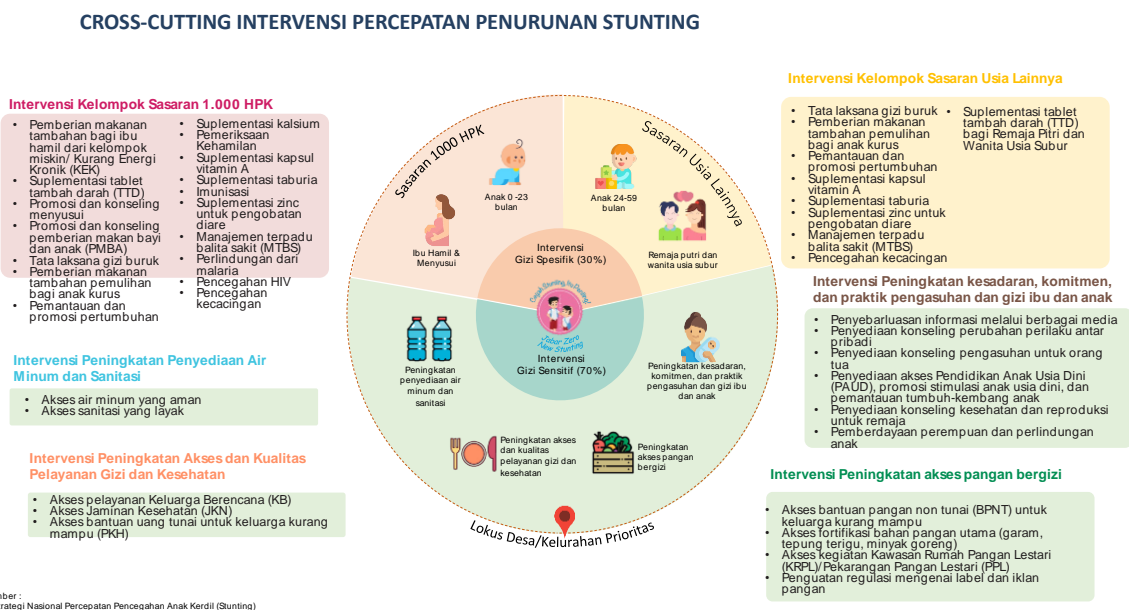 CROSS-CUTTING INTERVENSI PERCEPATAN PENURUNAN STUNTING
Intervensi Kelompok Sasaran 1.000 HPK
• Pemberian makanan
tambahan bagi ibu
hamil dari kelompok
miskin/ Kurang Energi
Kronik (KEK)
• Suplementasi tablet
tambah darah (TTD)
• Promosi dan konseling
menyusui
• Promosi dan konseling
pemberian makan bayi
dan anak (PMBA)
• Tata laksana gizi buruk
• Pemberian makanan
tambahan pemulihan
bagi anak kurus
• Pemantauan dan
promosi pertumbuhan
• Suplementasi kalsium
• Pemeriksaan
Kehamilan
• Suplementasi kapsul
vitamin A
• Suplementasi taburia
• Imunisasi
• Suplementasi zinc
untuk pengobatan
diare
• Manajemen terpadu
balita sakit (MTBS)
• Perlindungan dari
malaria
• Pencegahan HIV
• Pencegahan
kecacingan
Intervensi Peningkatan Penyediaan Air
Minum dan Sanitasi
• Akses air minum yang aman
• Akses sanitasi yang layak
Intervensi Peningkatan Akses dan Kualitas
Pelayanan Gizi dan Kesehatan
• Akses pelayanan Keluarga Berencana (KB)
• Akses Jaminan Kesehatan (JKN)
• Akses bantuan uang tunai untuk keluarga kurang
mampu (PKH)
Sasaran 1000 HPK
Sasaran Usia Lainnya
Anak 0 -23
bulan
Anak 24-59
bulan
Ibu Hamil &
Menyusui
Remaja putri dan
wanita usia subur
Intervensi
Gizi Spesifik (30%)
Cegah Stunting, Itu Penting!
Jabar Zero
New Stunting
Intervensi
Gizi Sensitif (70%)
Peningkatan
penyediaan air
minum dan
sanitasi
Peningkatan kesadaran,
komitmen, dan praktik
pengasuhan dan gizi ibu
dan anak
Peningkatan akses
dan kualitas
pelayanan gizi dan
kesehatan
Peningkatan
akses pangan
bergizi
Lokus Desa/Kelurahan Prioritas
Intervensi Kelompok Sasaran Usia Lainnya
• Tata laksana gizi buruk
• Pemberian makanan
tambahan pemulihan
bagi anak kurus
• Pemantauan dan
promosi pertumbuhan
• Suplementasi kapsul
vitamin A
• Suplementasi taburia
• Suplementasi zinc untuk
pengobatan diare
• Manajemen terpadu
balita sakit (MTBS)
• Pencegahan kecacingan
• Suplementasi tablet
tambah darah (TTD)
bagi Remaja Pitri dan
Wanita Usia Subur
Intervensi Peningkatan kesadaran, komitmen,
dan praktik pengasuhan dan gizi ibu dan anak
• Penyebarluasan informasi melalui berbagai media
• Penyediaan konseling perubahan perilaku antar
pribadi
• Penyediaan konseling pengasuhan untuk orang
tua
• Penyediaan akses Pendidikan Anak Usia Dini
(PAUD), promosi stimulasi anak usia dini, dan
pemantauan tumbuh-kembang anak
• Penyediaan konseling kesehatan dan reproduksi
untuk remaja
• Pemberdayaan perempuan dan perlindungan
anak
Intervensi Peningkatan akses pangan bergizi
• Akses bantuan pangan non tunai (BPNT) untuk
keluarga kurang mampu
• Akses fortifikasi bahan pangan utama (garam,
tepung terigu, minyak goreng)
• Akses kegiatan Kawasan Rumah Pangan Lestari
(KRPL)/Pekarangan Pangan Lestari (PPL)
• Penguatan regulasi mengenai label dan iklan
pangan
mber :
trategi Nasional Percepatan Pencegahan Anak Kerdil (Stunting)